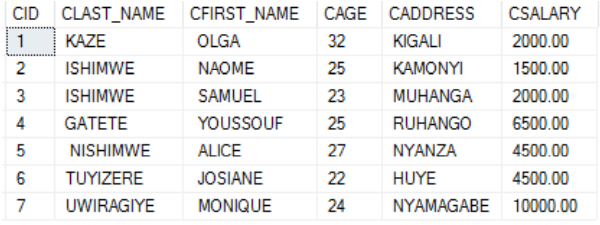 CID CLAST_NAME CFIRST_NAME CAGE CADDRESS CSALARY
1 KAZE OLGA 32 KIGALI 2000.00
2 ISHIMWE NAOME 25 KAMONYI 1500.00
3 ISHIMWE SAMUEL 23 MUHANGA 2000.00
4 GATETE YOUSSOUF 25 RUHANGO 6500.00
5 NISHIMWE ALICE 27 NYANZA 4500.00
6 TUYIZERE JOSIANE 22 HUYE 4500.00
7 UWIRAGIYE MONIQUE 24 NYAMAGABE 10000.00